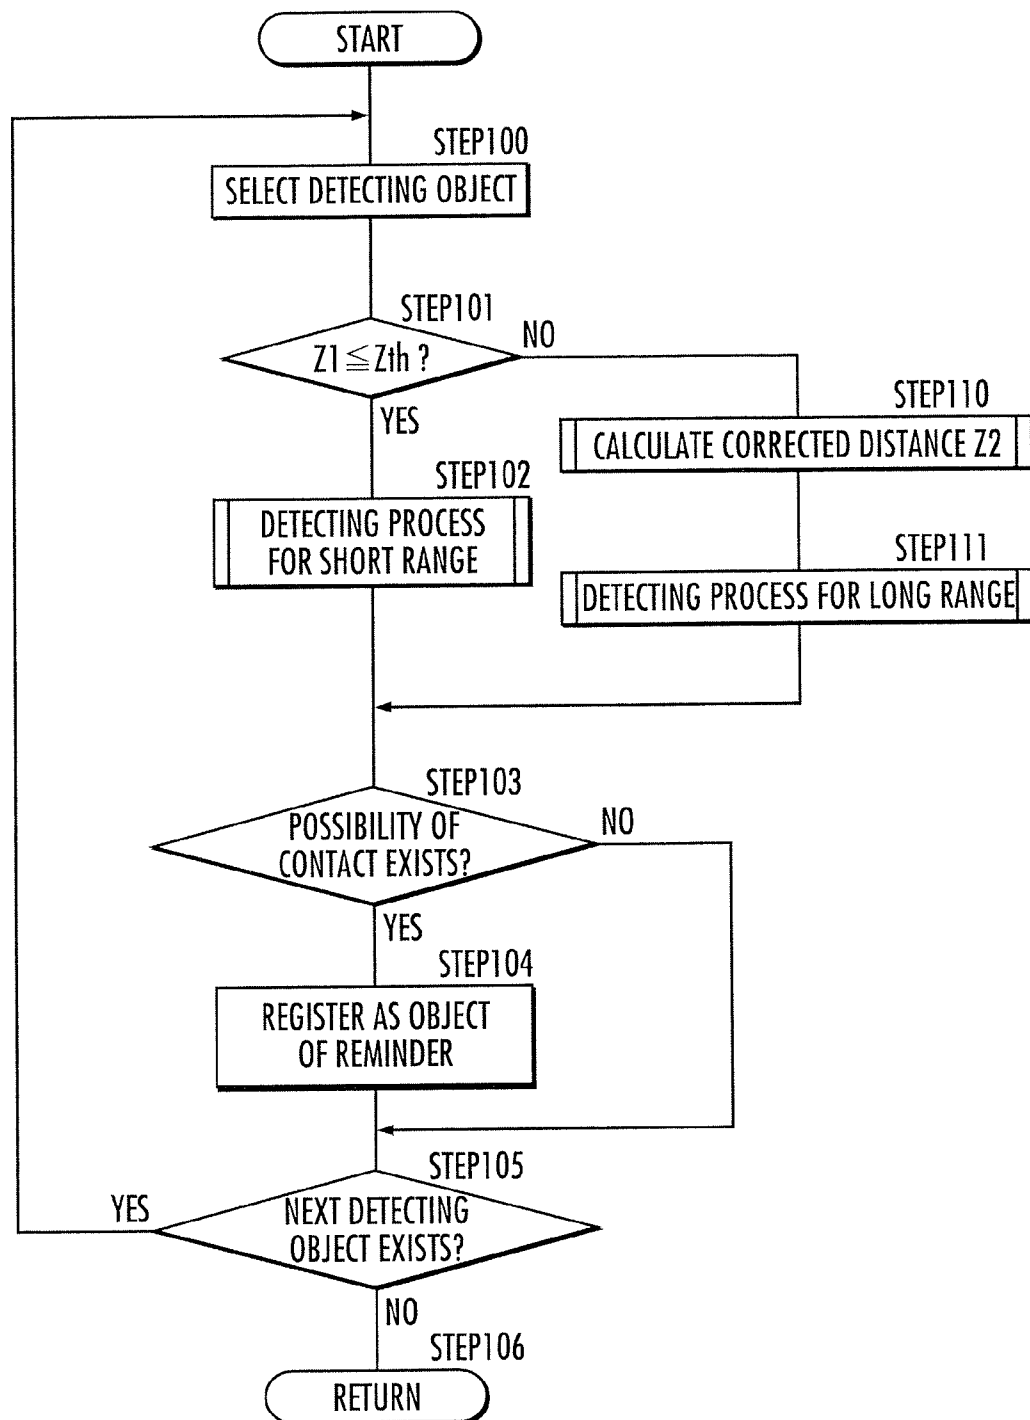 START
STEP100
SELECT DETECTING OBJECT
STEP101
Z1≦Zth ?
NO
YES
STEP110
CALCULATE CORRECTED DISTANCE Z2
STEP102
DETECTING PROCESS
FOR SHORT RANGE
STEP111
DETECTING PROCESS FOR LONG RANGE
STEP103
POSSIBILITY OF
CONTACT EXISTS?
NO
YES
STEP104
REGISTER AS OBJECT
OF REMINDER
STEP105
YES
NEXT DETECTING
OBJECT EXISTS?
NO
STEP106
RETURN